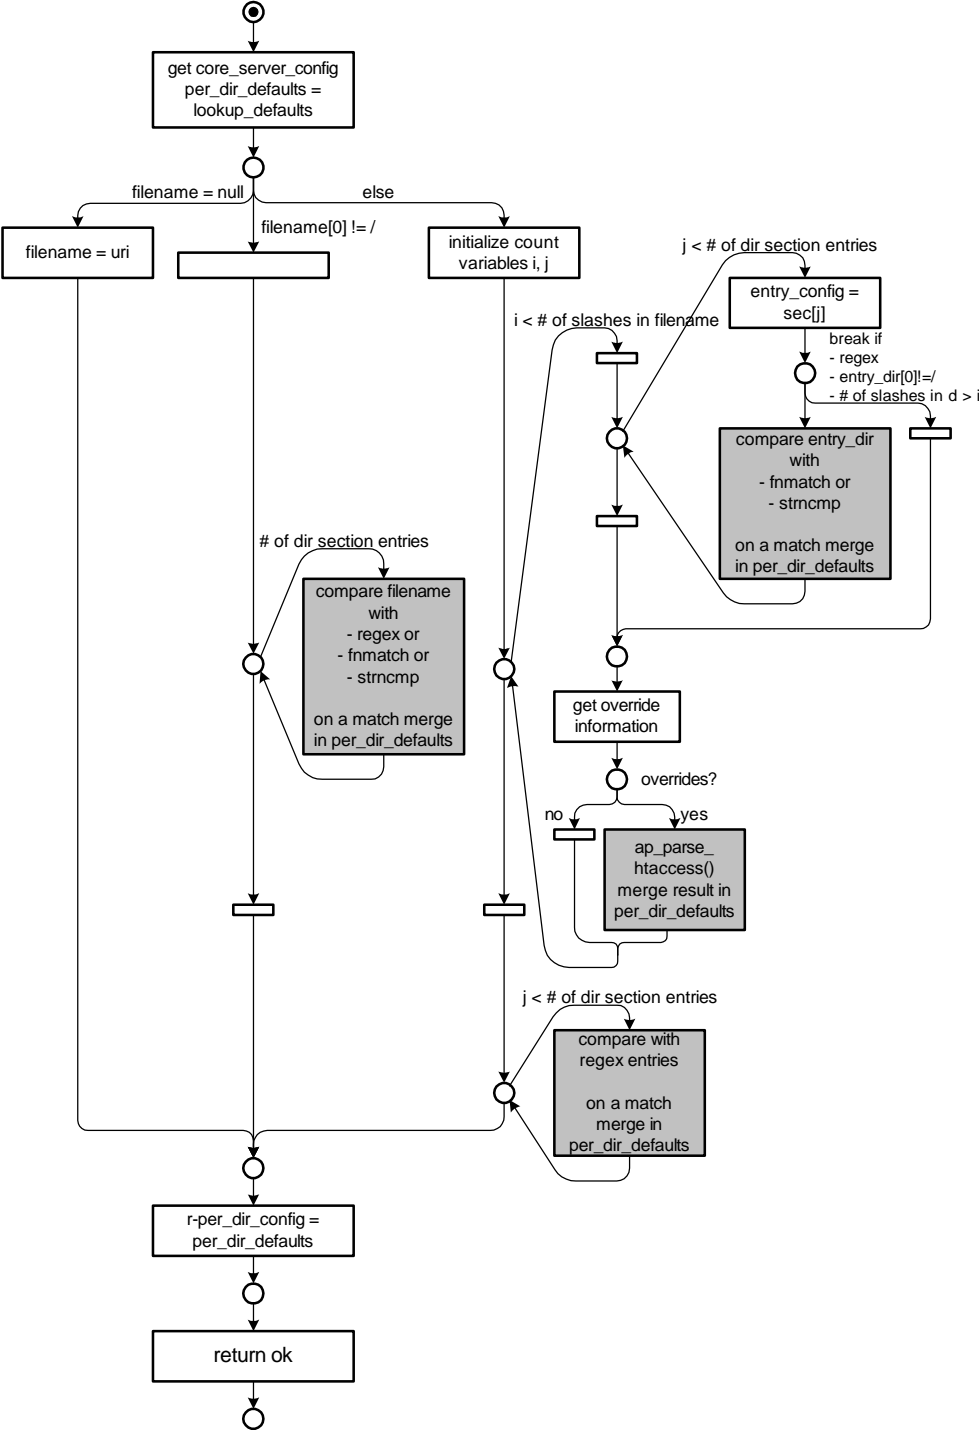 get core_server_config
per_dir_defaults =
lookup_defaults
filename = null
else
filename[0] != /
filename = uri
initialize count
variables i, j
j < # of dir section entries
entry_config =
sec[j]
i < # of slashes in filename
break if
- regex
- entry_dir[0]!=/
- # of slashes in d > i
compare entry_dir
with
- fnmatch or
- strncmp
on a match merge
in per_dir_defaults
# of dir section entries
compare filename
with
- regex or
- fnmatch or
- strncmp
on a match merge
in per_dir_defaults
get override
information
overrides?
no
yes
ap_parse_
htaccess()
merge result in
per_dir_defaults
j < # of dir section entries
compare with
regex entries
on a match
merge in
per_dir_defaults
r-per_dir_config =
per_dir_defaults
return ok